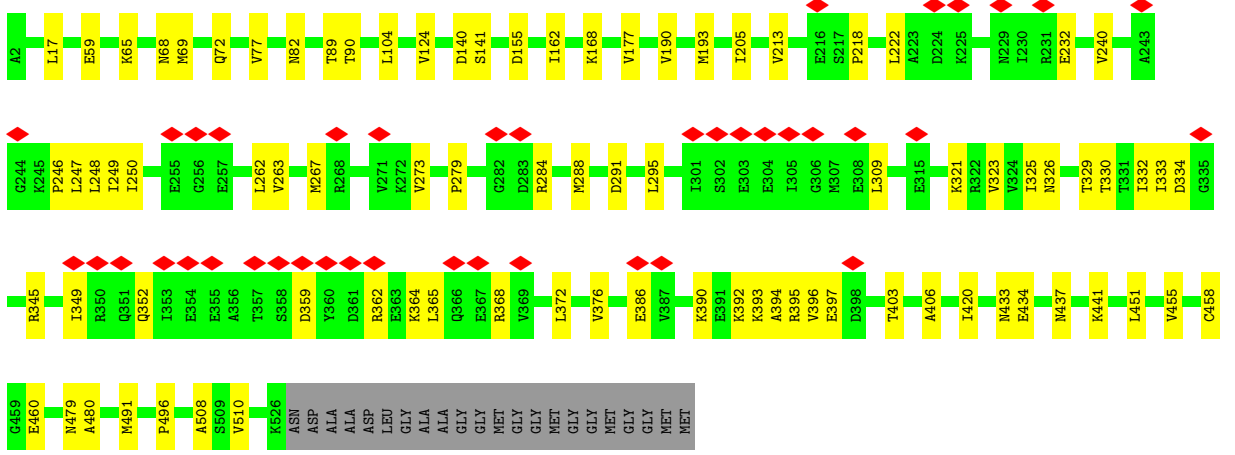 A2 L17 E59 K65 N68 M69 Q72 V77 N82 T89 T90 L104 V124 D140 S141 D155 I162 K168 V177 V190 M193 I205 V213 E216 S217 P218 L222 A223 D224 K225 N229 I230 R231 E232 V240 A243
G244 K245 P246 L247 L248 I249 I250 E255 G256 E257 L262 V263 M267 R268 V271 K272 V273 P279 G282 D283 R284 M288 D291 L295 I301 S302 E303 E304 I305 G306 M307 E308 L309 E315 K321 R322 V323 V324 I325 N326 T329 T330 T331 I332 I333 D334 G335
R345 I349 R350 Q351 Q352 I353 E354 E355 A356 T357 S358 D359 Y360 D361 R362 E363 K364 L365 Q366 E367 R368 V369 L372 V376 E386 V387 K390 E391 K392 K393 A394 R395 V396 E397 D398 T403 A406 I420 N433 E434 N437 K441 L451 V455 C458
G459 E460 N479 A480 M491 P496 A508 S509 V510 K526 ASN ASP ALA ALA ASP LEU GLY ALA ALA GLY GLY MET GLY GLY MET GLY GLY MET GLY GLY MET MET